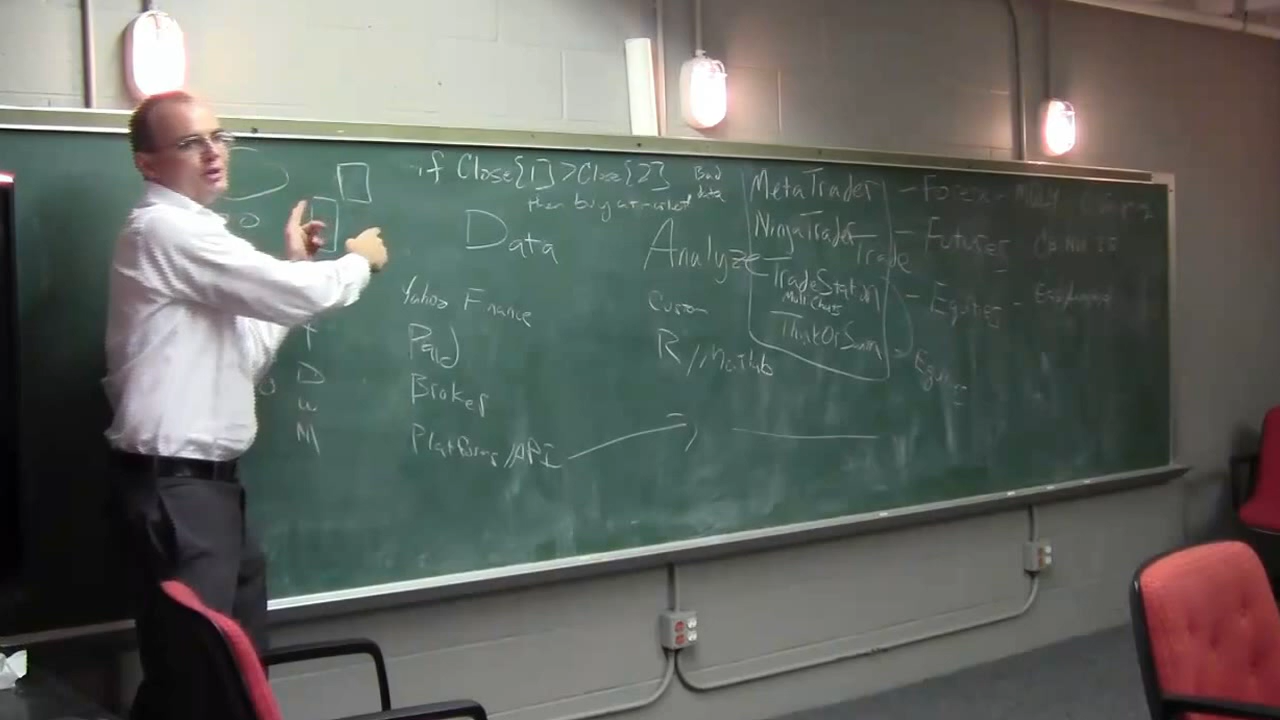 if Close{1}>Close{2}
then buy at market
Bad
data
Data
Yahoo Finance
Paid
Broker
Platforms/API
Analyze
Custom
R/Matlab
MetaTrader
NinjaTrader
Trade
TradeStation
MultiCharts
ThinkOrSwim
- Forex -
- Futures
- Equities -
Equities
D
W
M